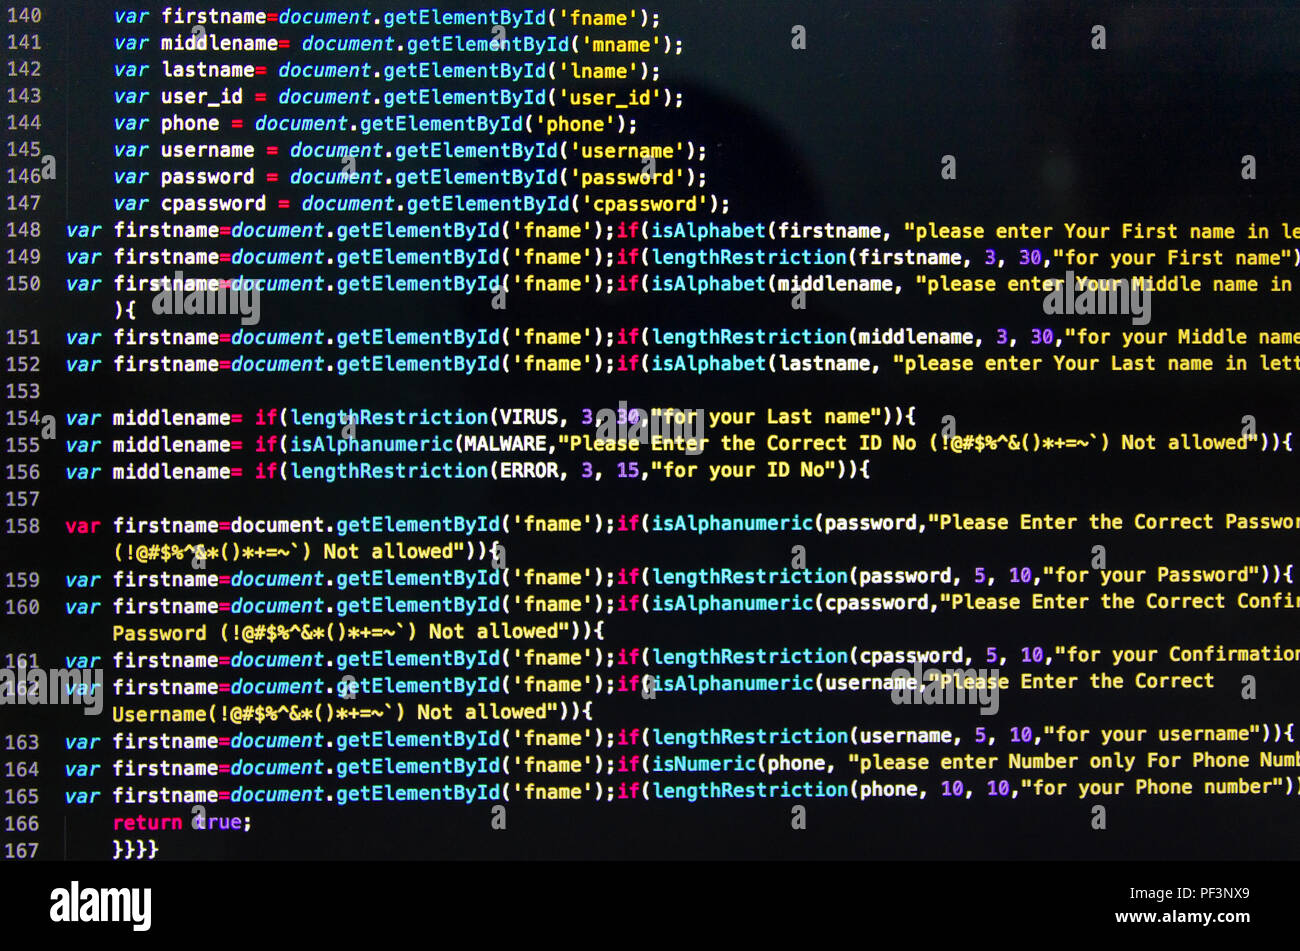 140 var firstname=document.getElementById('fname');
141 var middlename= document.getElementById('mname');
142 var lastname= document.getElementById('lname');
143 var user_id = document.getElementById('user_id');
144 var phone = document.getElementById('phone');
145 var username = document.getElementById('username');
146 var password = document.getElementById('password');
147 var cpassword = document.getElementById('cpassword');
148 var firstname=document.getElementById('fname');if(isAlphabet(firstname, "please enter Your First name in le
149 var firstname=document.getElementById('fname');if(lengthRestriction(firstname, 3, 30,"for your First name")
150 var firstname=document.getElementById('fname');if(isAlphabet(middlename, "please enter Your Middle name in
){
151 var firstname=document.getElementById('fname');if(lengthRestriction(middlename, 3, 30,"for your Middle name
152 var firstname=document.getElementById('fname');if(isAlphabet(lastname, "please enter Your Last name in lett
153
154 var middlename= if(lengthRestriction(VIRUS, 3, 30,"for your Last name")){
155 var middlename= if(isAlphanumeric(MALWARE,"Please Enter the Correct ID No (!@#$%^&()*+=~`) Not allowed")){
156 var middlename= if(lengthRestriction(ERROR, 3, 15,"for your ID No")){
157
158 var firstname=document.getElementById('fname');if(isAlphanumeric(password,"Please Enter the Correct Passwor
(!@#$%^&*()*+=~`) Not allowed")){
159 var firstname=document.getElementById('fname');if(lengthRestriction(password, 5, 10,"for your Password")){
160 var firstname=document.getElementById('fname');if(isAlphanumeric(cpassword,"Please Enter the Correct Confir
Password (!@#$%^&*()*+=~`) Not allowed")){
161 var firstname=document.getElementById('fname');if(lengthRestriction(cpassword, 5, 10,"for your Confirmation
162 var firstname=document.getElementById('fname');if(isAlphanumeric(username,"Please Enter the Correct
Username(!@#$%^&*()*+=~`) Not allowed")){
163 var firstname=document.getElementById('fname');if(lengthRestriction(username, 5, 10,"for your username")){
164 var firstname=document.getElementById('fname');if(isNumeric(phone, "please enter Number only For Phone Numb
165 var firstname=document.getElementById('fname');if(lengthRestriction(phone, 10, 10,"for your Phone number"))
166 return true;
167 }}}}
alamy
Image ID: PF3NX9
www.alamy.com